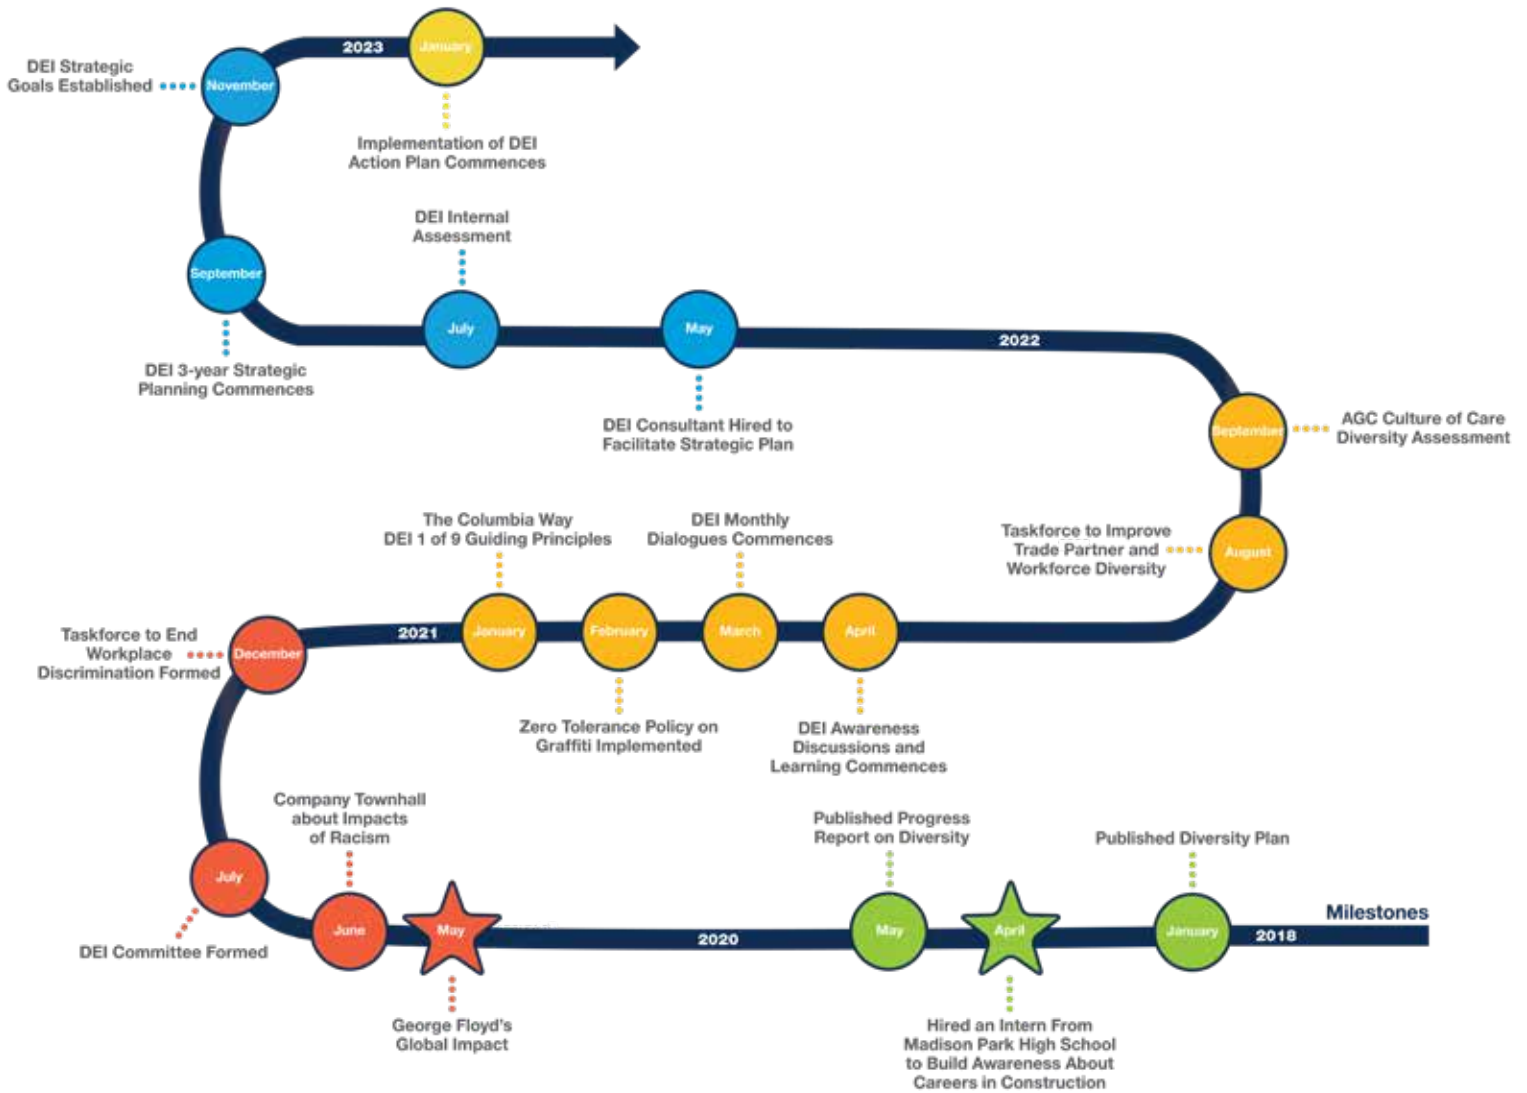 2023
January
DEI Strategic
Goals Established
November
Implementation of DEI
Action Plan Commences
DEI Internal
Assessment
September
July
May
2022
DEI 3-year Strategic
Planning Commences
DEI Consultant Hired to
Facilitate Strategic Plan
September
AGC Culture of Care
Diversity Assessment
The Columbia Way
DEI 1 of 9 Guiding Principles
DEI Monthly
Dialogues Commences
Taskforce to Improve
Trade Partner and
Workforce Diversity
August
Taskforce to End
Workplace
Discrimination Formed
December
2021
January
February
March
April
Zero Tolerance Policy on
Graffiti Implemented
DEI Awareness
Discussions and
Learning Commences
Company Townhall
about Impacts
of Racism
Published Progress
Report on Diversity
Published Diversity Plan
July
June
May
2020
May
April
January
2018
Milestones
DEI Committee Formed
George Floyd's
Global Impact
Hired an Intern From
Madison Park High School
to Build Awareness About
Careers in Construction